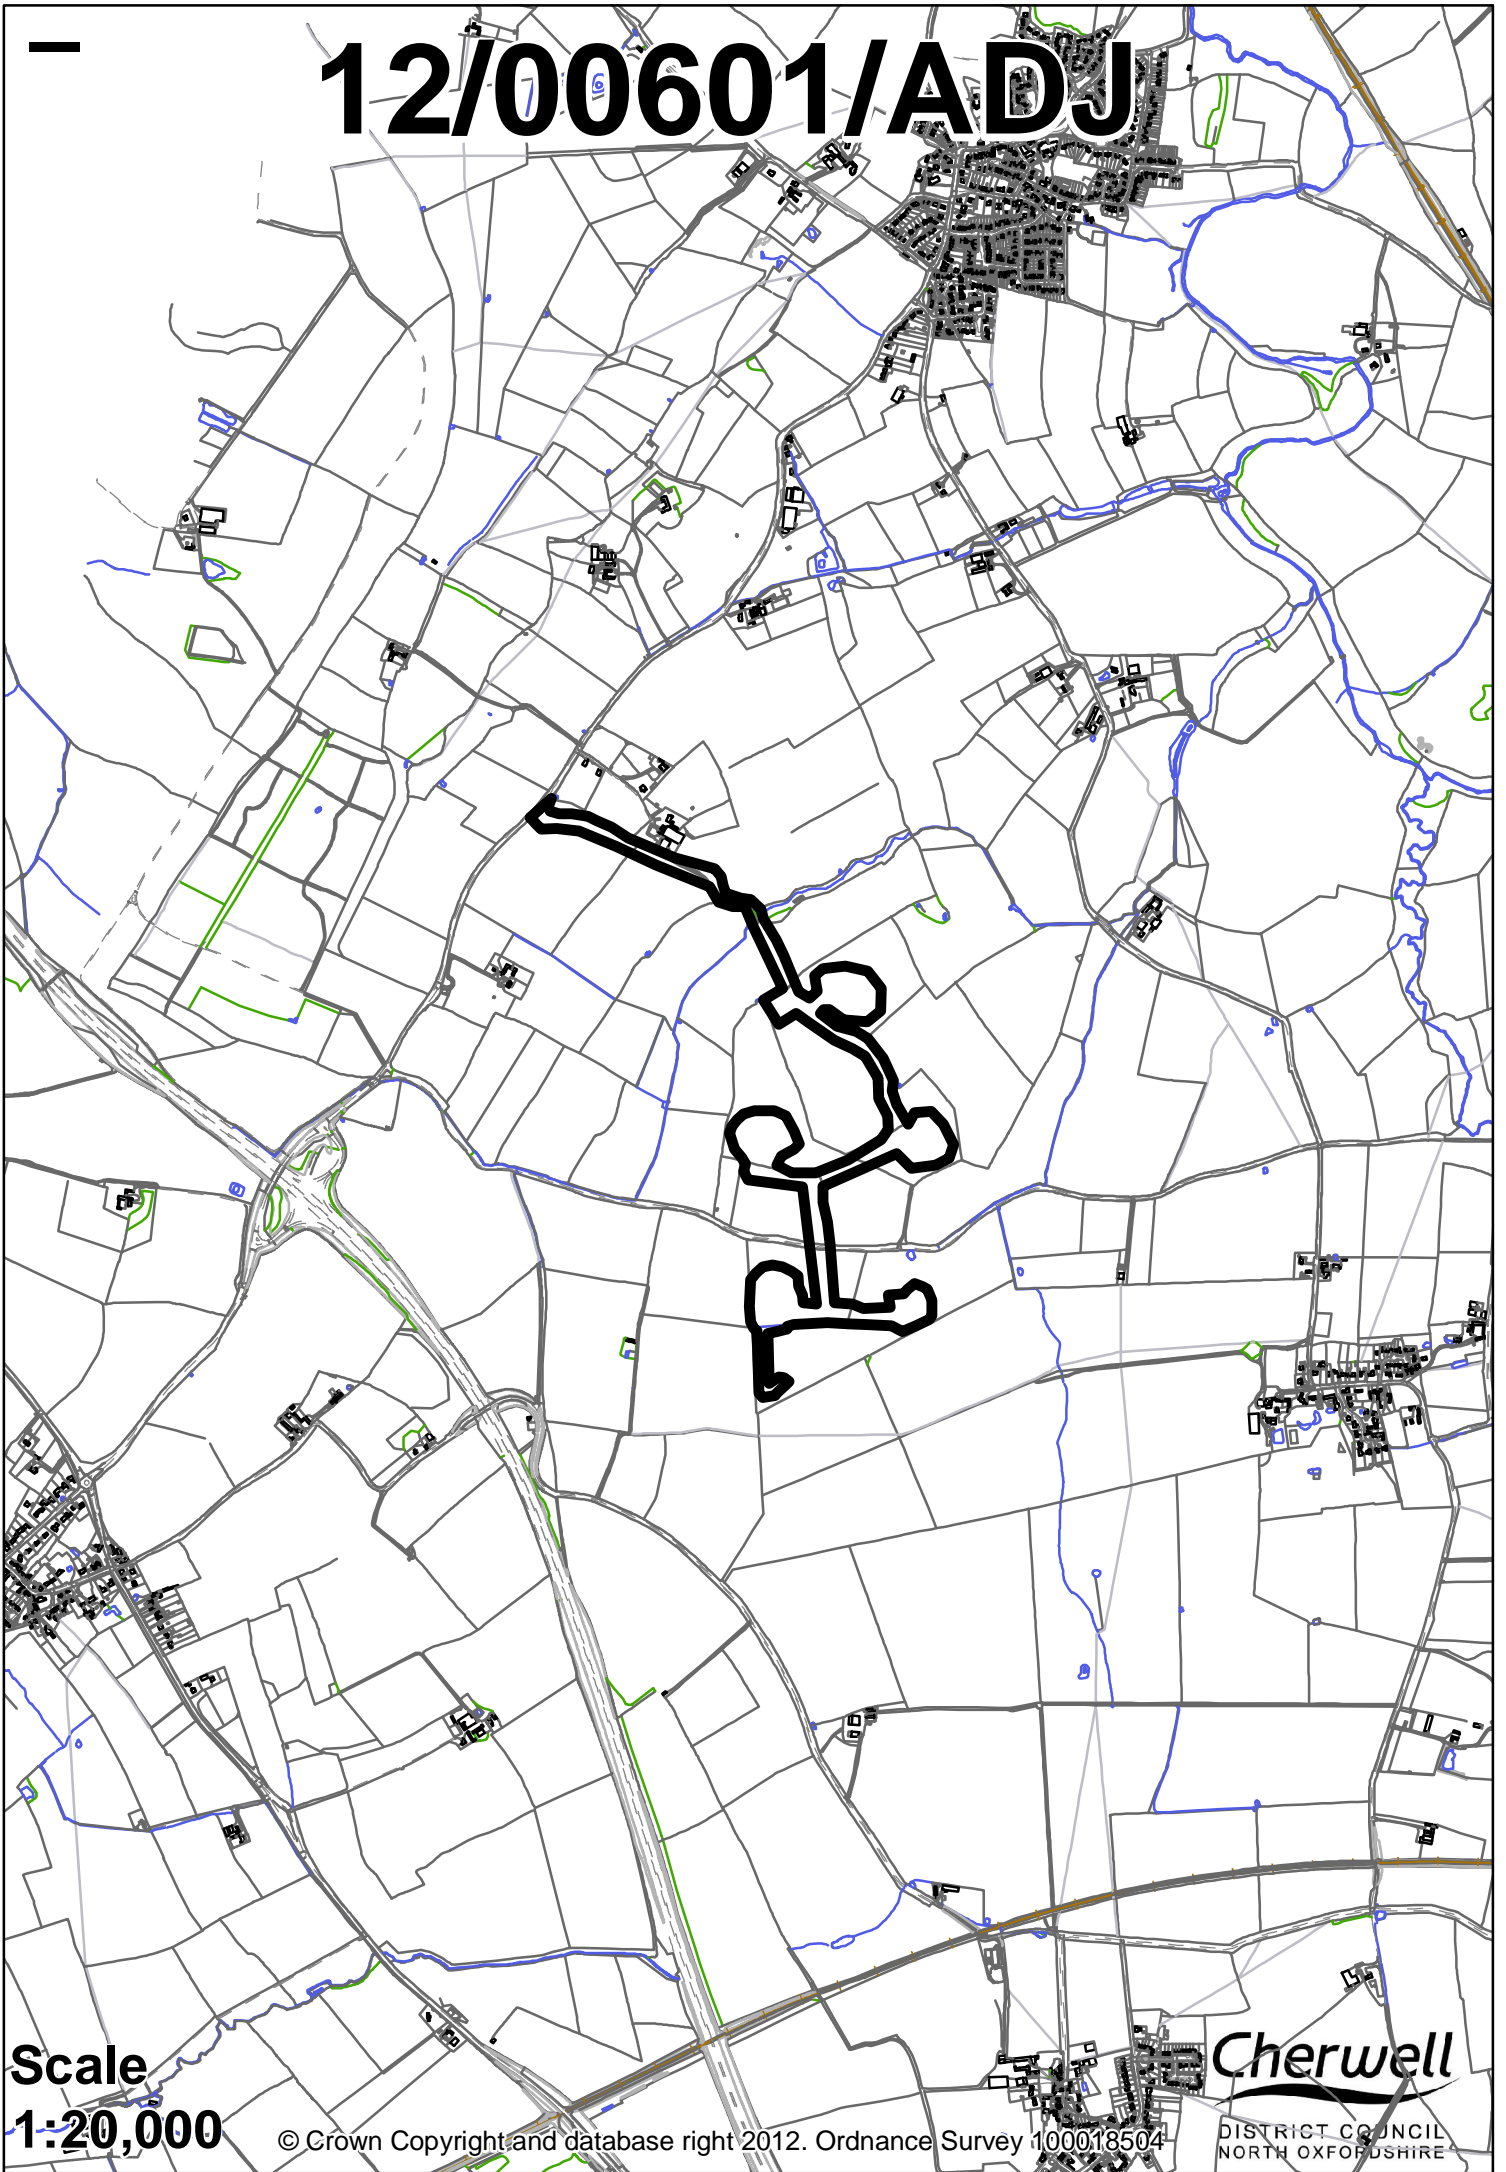 12/00601/ADJ
Scale
1:20,000
© Crown Copyright and database right 2012. Ordnance Survey 100018504
Cherwell
DISTRICT COUNCIL
NORTH OXFORDSHIRE